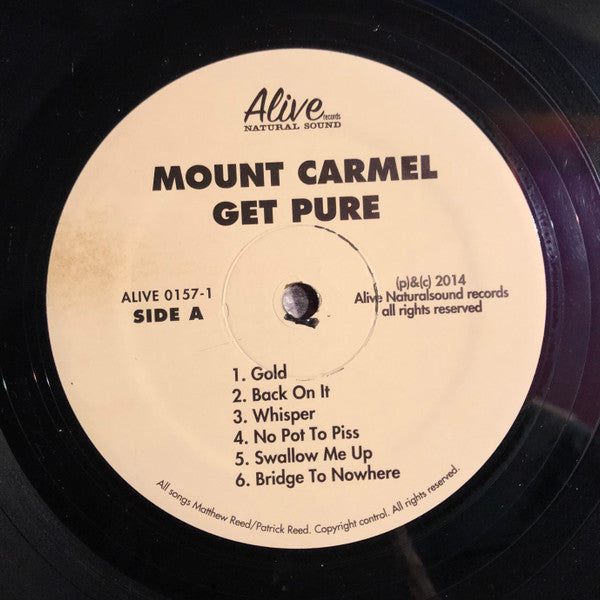 Alive records
NATURAL SOUND
MOUNT CARMEL
GET PURE
ALIVE 0157-1
SIDE A
(p)&(c) 2014
Alive Naturalsound records
all rights reserved
1. Gold
2. Back On It
3. Whisper
4. No Pot To Piss
5. Swallow Me Up
6. Bridge To Nowhere
All songs Matthew Reed/Patrick Reed. Copyright control. All rights reserved.